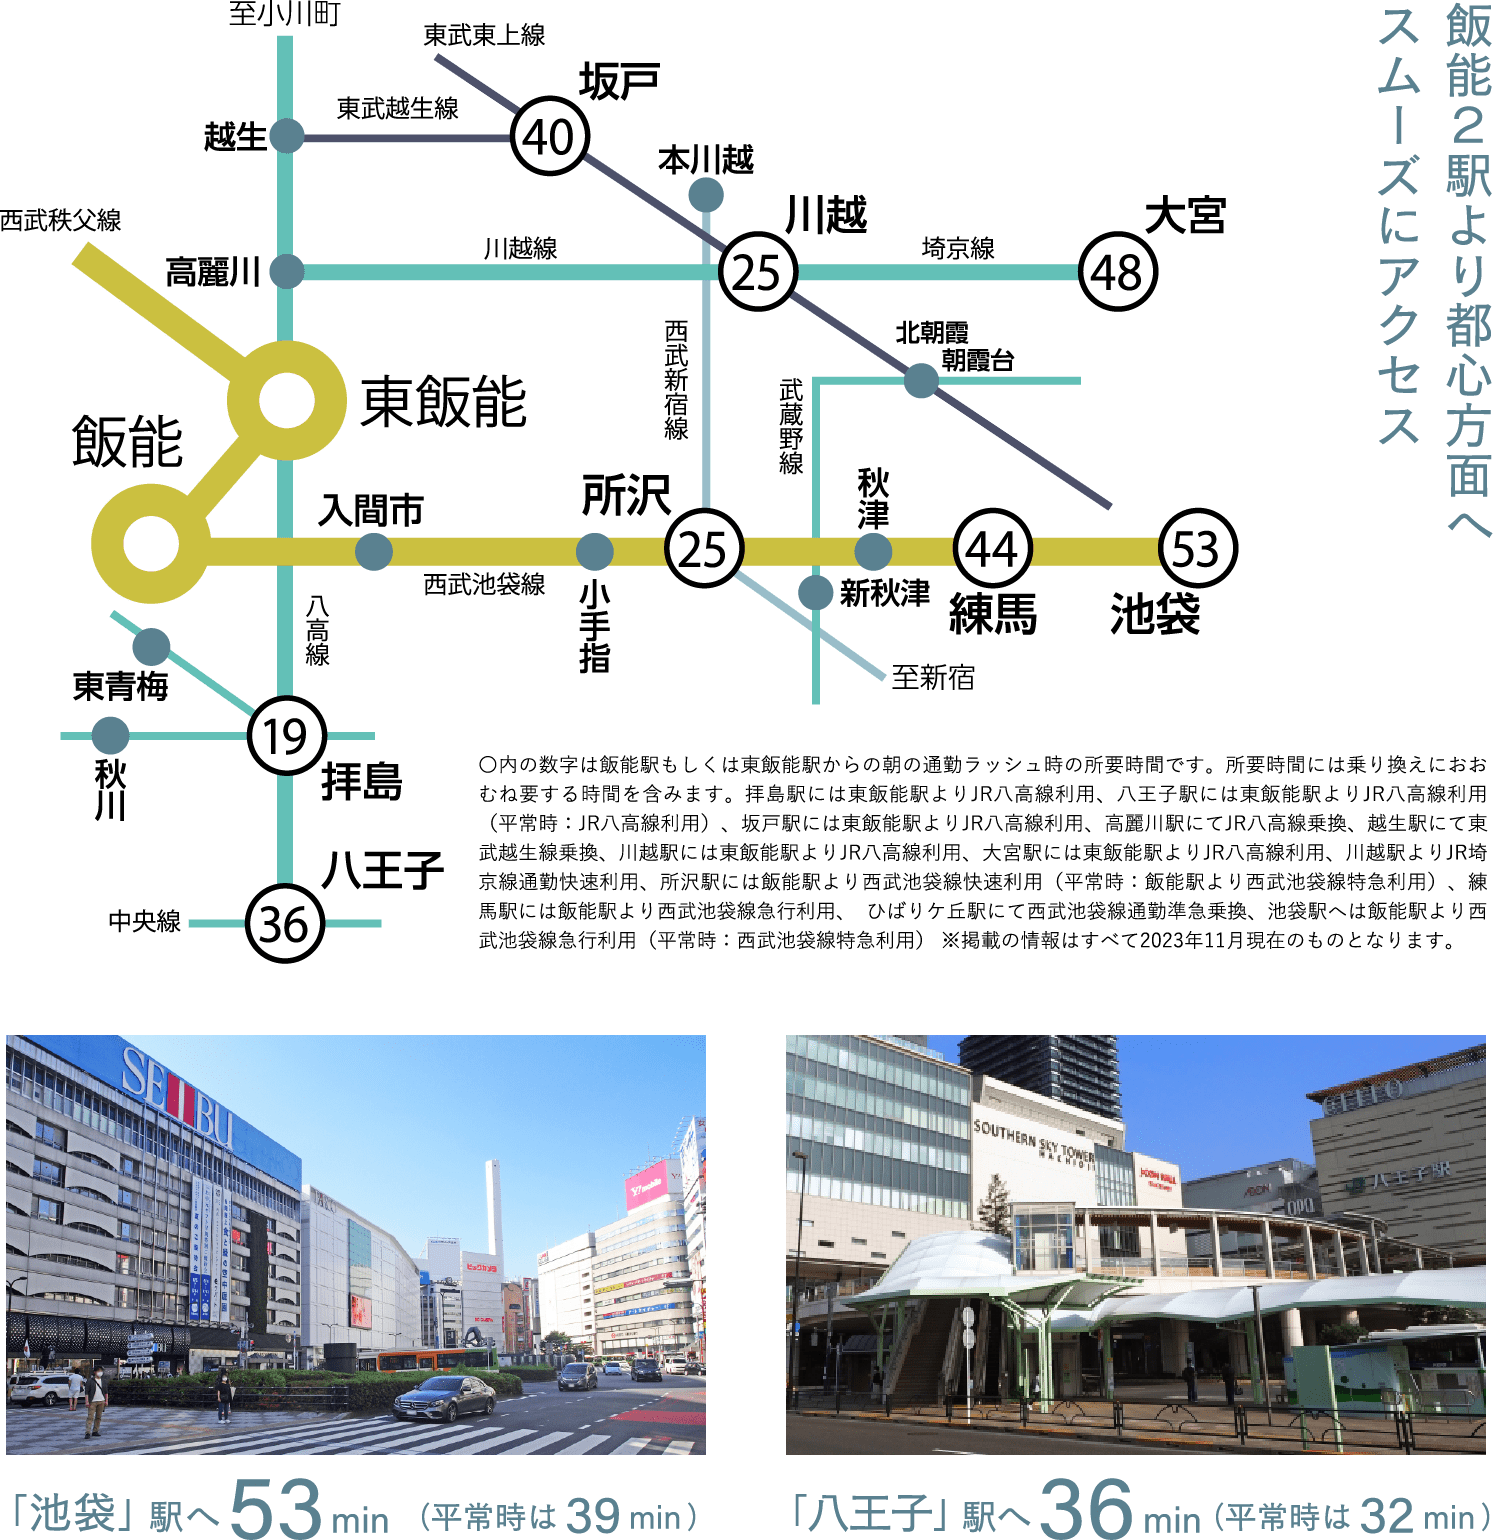 飯能２駅より都心方面へ
スムーズにアクセス
至小川町
東武東上線
坂戸
40
東武越生線
越生
本川越
西武秩父線
川越
大宮
高麗川
川越線
25
埼京線
48
北朝霞
朝霞台
西武新宿線
武蔵野線
東飯能
飯能
入間市
所沢
秋津
25
44
53
西武池袋線
小手指
新秋津
練馬
池袋
八高線
至新宿
東青梅
19
拝島
秋川
八王子
中央線
36
〇内の数字は飯能駅もしくは東飯能駅からの朝の通勤ラッシュ時の所要時間です。所要時間には乗り換えにおお
むね要する時間を含みます。拝島駅には東飯能駅よりJR八高線利用、八王子駅には東飯能駅よりJR八高線利用
（平常時：JR八高線利用）、坂戸駅には東飯能駅よりJR八高線利用、高麗川駅にてJR八高線乗換、越生駅にて東
武越生線乗換、川越駅には東飯能駅よりJR八高線利用、大宮駅には東飯能駅よりJR八高線利用、川越駅よりJR埼
京線通勤快速利用、所沢駅には飯能駅より西武池袋線快速利用（平常時：飯能駅より西武池袋線特急利用）、練
馬駅には飯能駅より西武池袋線急行利用、 ひばりケ丘駅にて西武池袋線通勤準急乗換、池袋駅へは飯能駅より西
武池袋線急行利用（平常時：西武池袋線特急利用） ※掲載の情報はすべて2023年11月現在のものとなります。
SEIBU
Y! mobile
ビックカメラ
SOUTHERN SKY TOWER
HACHIOJI
八王子駅
OPA
「池袋」駅へ53min（平常時は39min）
「八王子」駅へ36min（平常時は32min）